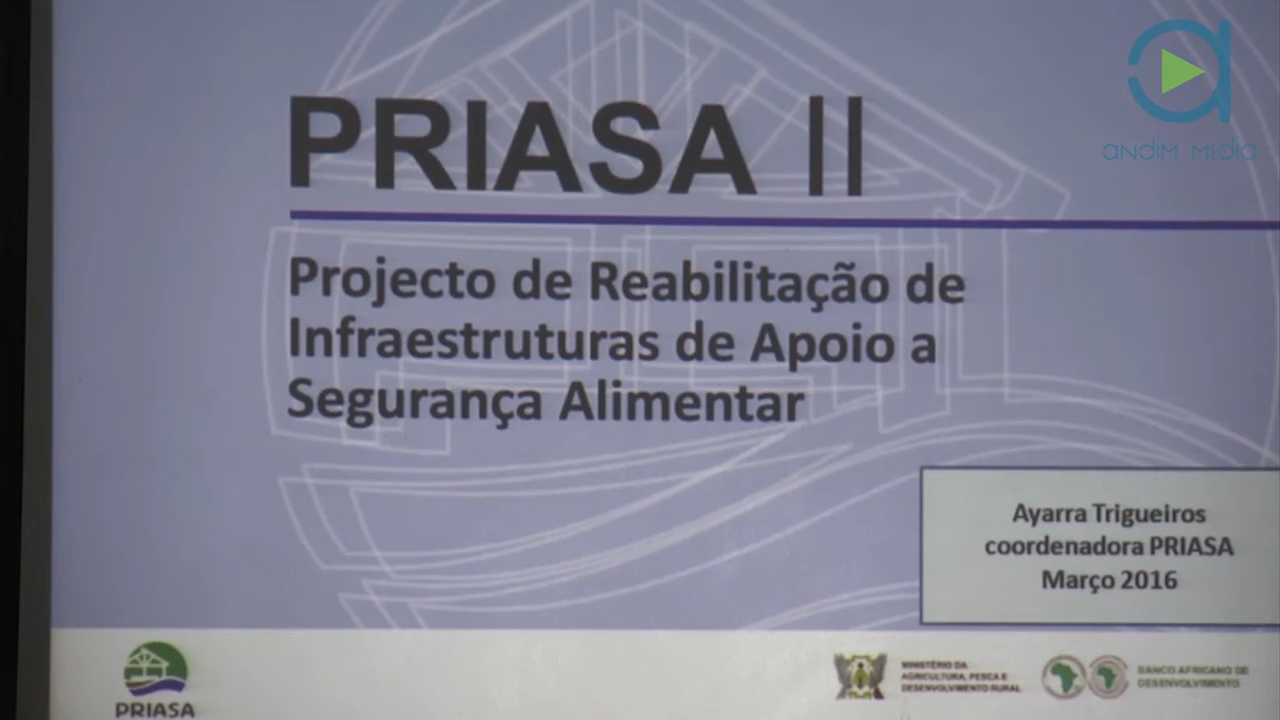 andim media
PRIASA II
Projecto de Reabilitação de
Infraestruturas de Apoio a
Segurança Alimentar
Ayarra Trigueiros
coordenadora PRIASA
Março 2016
PRIASA
MINISTÉRIO DA
AGRICULTURA, PESCA E
DESENVOLVIMENTO RURAL
BANCO AFRICANO DE
DESENVOLVIMENTO